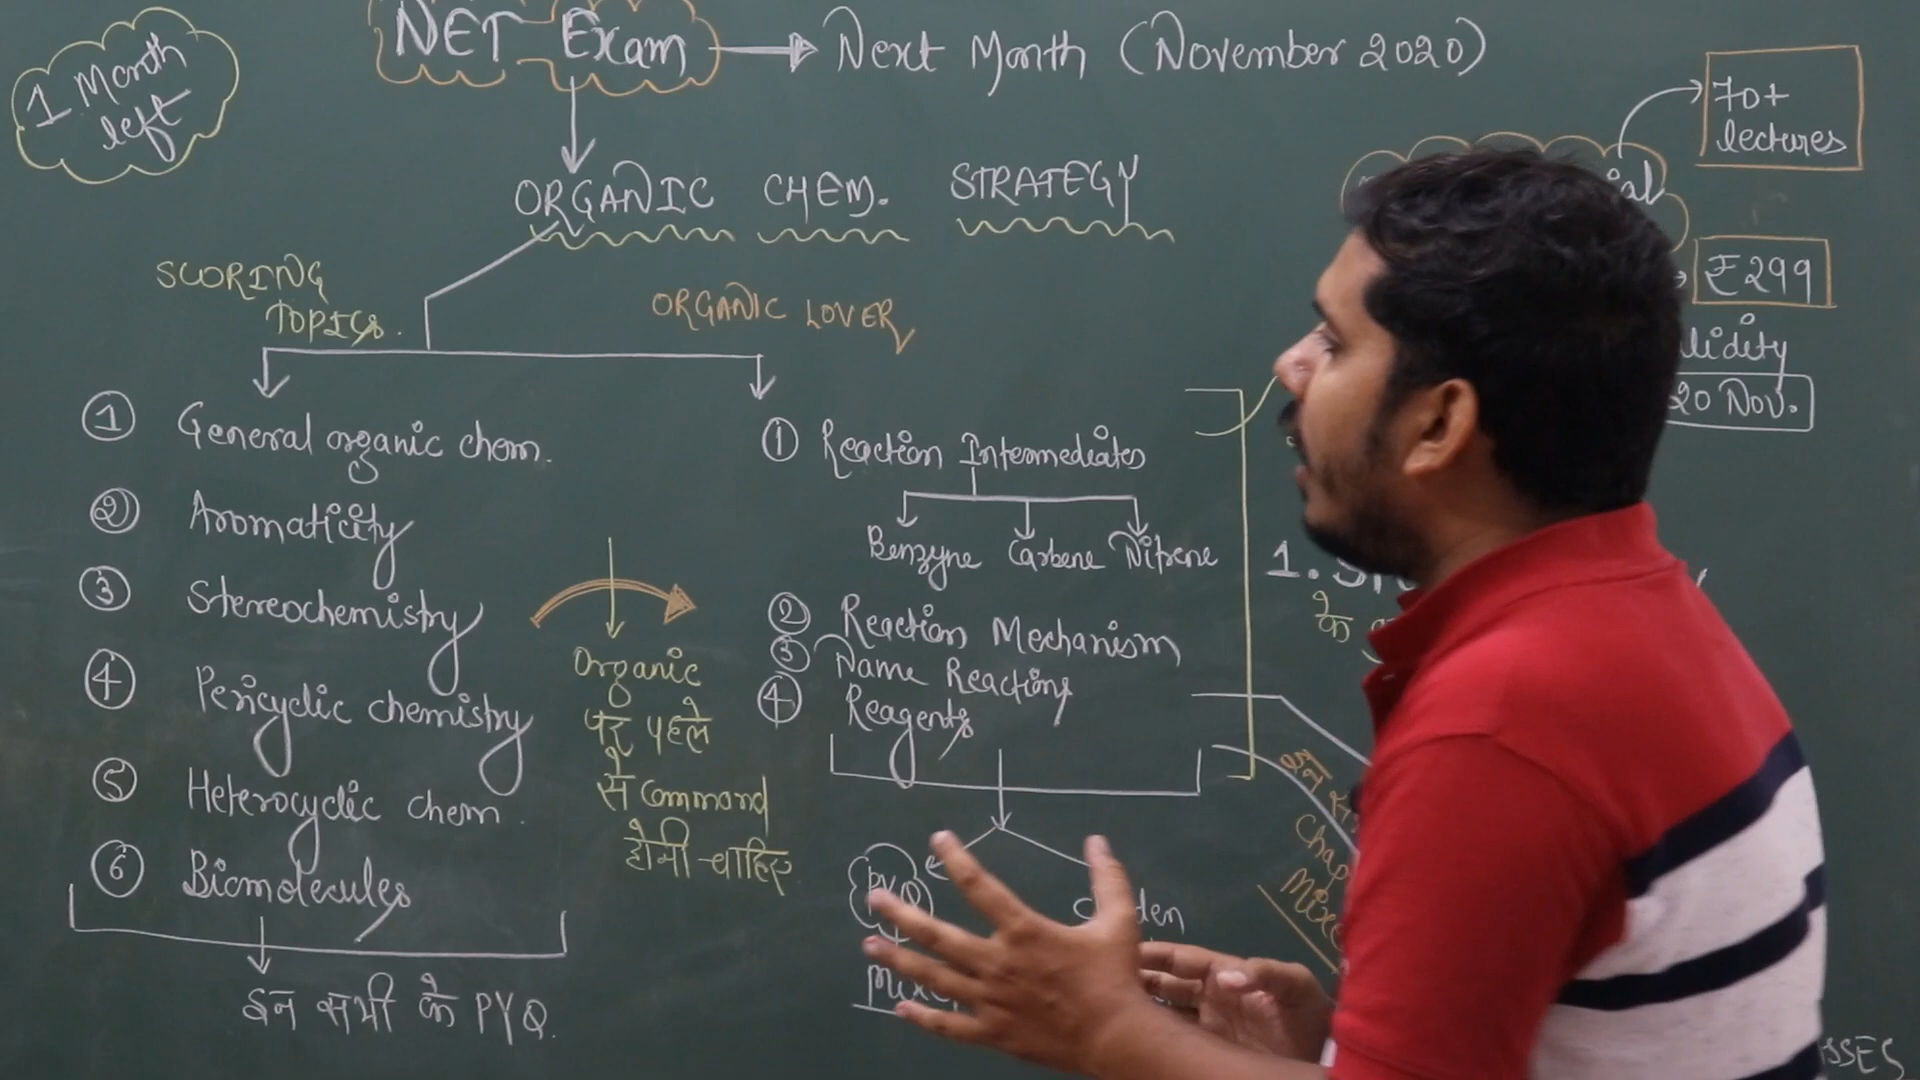 1 Month
left
NET Exam → Next Month (November 2020)
70+
lectures
ORGANIC CHEM. STRATEGY
₹299
20 Nov.
SCORING
TOPICS.
ORGANIC LOVER
① General organic chem.
② Aromaticity
③ Stereochemistry
④ Pericyclic chemistry
⑤ Heterocyclic chem.
⑥ Biomolecules
इन सभी के PYQ.
Organic
पर पहले
से Command
होनी चाहिए
① Reaction Intermediates
Benzyne Carbene Nitrene
② Reaction Mechanism
③ Name Reactions
④ Reagents
PYQ
1.
के
इन